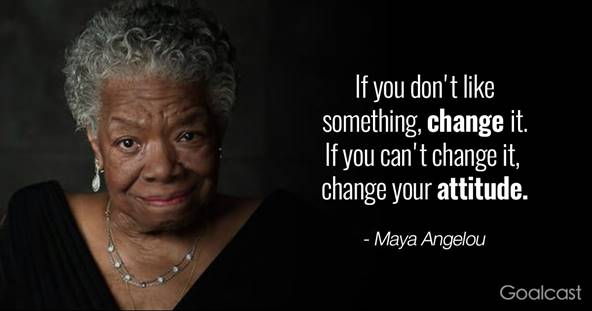 If you don't like
something, change it.
If you can't change it,
change your attitude.
- Maya Angelou
Goalcast